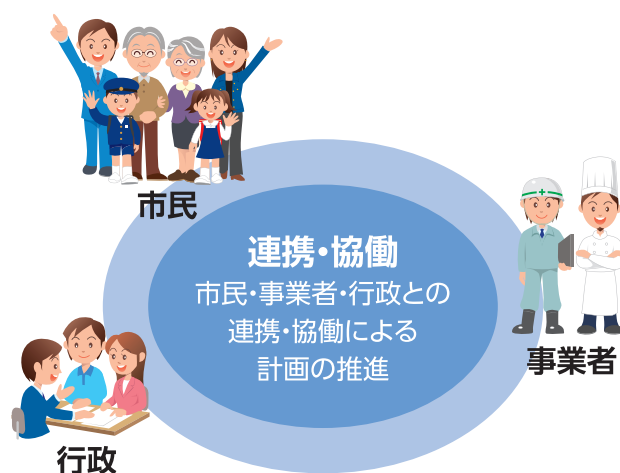 市民
連携・協働
市民・事業者・行政との
連携・協働による
計画の推進
事業者
行政